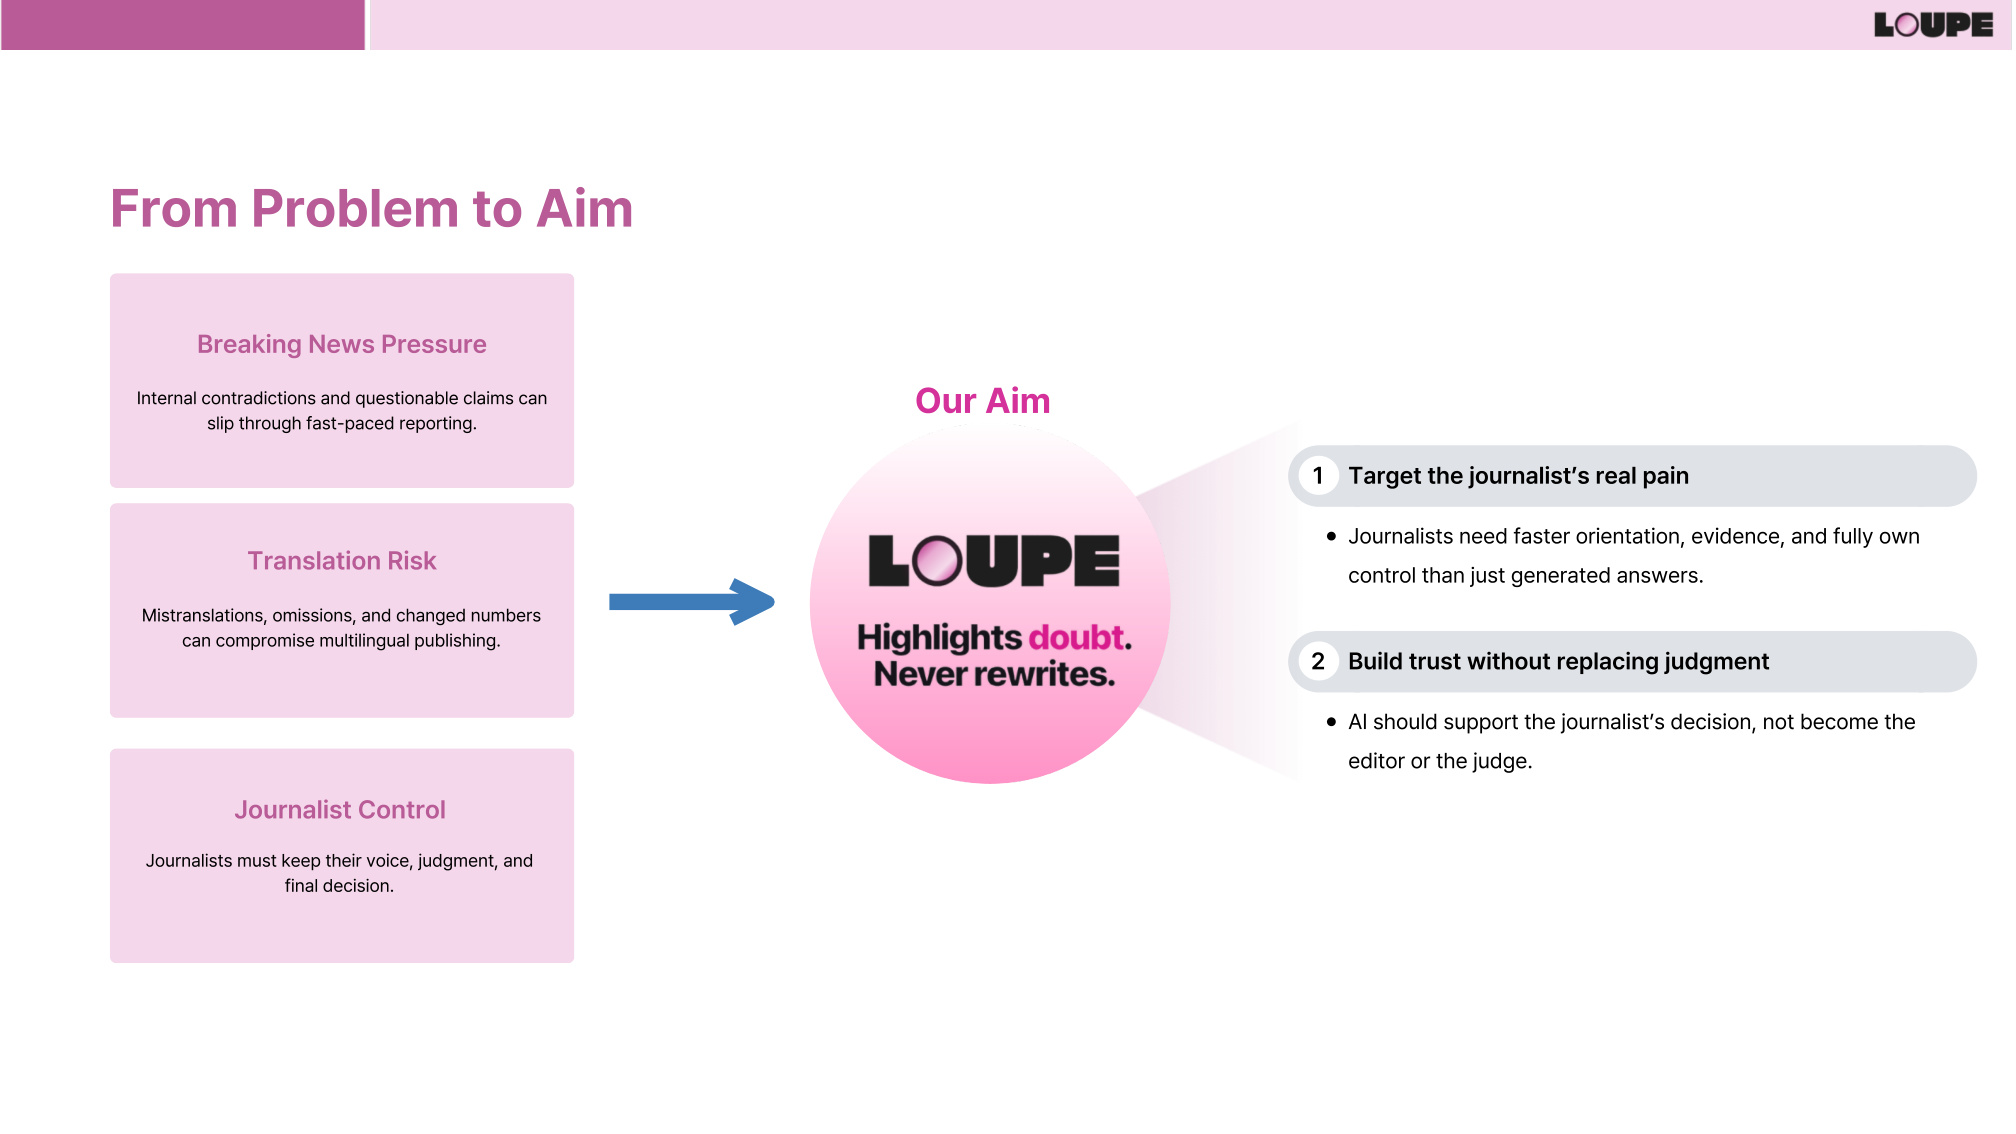 LOUPE
From Problem to Aim
Breaking News Pressure
Internal contradictions and questionable claims can
slip through fast-paced reporting.
Translation Risk
Mistranslations, omissions, and changed numbers
can compromise multilingual publishing.
Journalist Control
Journalists must keep their voice, judgment, and
final decision.
Our Aim
LOUPE
Highlights doubt.
Never rewrites.
1 Target the journalist’s real pain
• Journalists need faster orientation, evidence, and fully own
control than just generated answers.
2 Build trust without replacing judgment
• AI should support the journalist’s decision, not become the
editor or the judge.